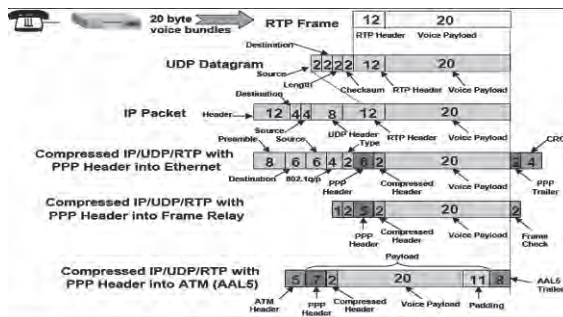 20 byte
voice bundles
RTP Frame
12 20
RTP Header Voice Payload
Destination
UDP Datagram
2 2 2 2 12 20
Source
Length
Checksum RTP Header Voice Payload
Destination
IP Packet
Header
12 4 4 8 12 20
Source
UDP Header
RTP Header Voice Payload
Preamble Source Type CRC
Compressed IP/UDP/RTP with
PPP Header into Ethernet
8 6 6 4 2 6 2 20 4
Destination 802.1q/p
PPP
Header
Compressed
Header
Voice Payload
PPP
Trailer
Compressed IP/UDP/RTP with
PPP Header into Frame Relay
1 2 5 2 20 2
PPP
Header
Compressed
Header
Voice Payload
Frame
Check
Payload
Compressed IP/UDP/RTP with
PPP Header into ATM (AAL5)
5 7 2 20 11 8
ATM
Header
PPP
Header
Compressed
Header
Voice Payload
Padding
AAL5
Trailer